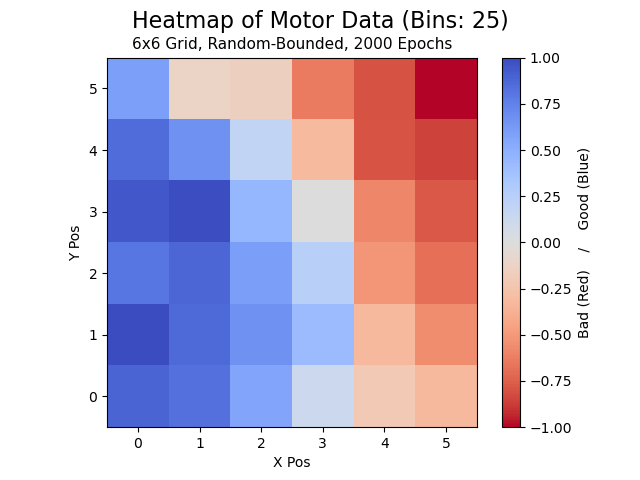 Heatmap of Motor Data (Bins: 25)
6x6 Grid, Random-Bounded, 2000 Epochs
5
4
3
2
1
0
Y Pos
0 1 2 3 4 5
X Pos
1.00
0.75
0.50
0.25
0.00
−0.25
−0.50
−0.75
−1.00
Bad (Red) / Good (Blue)